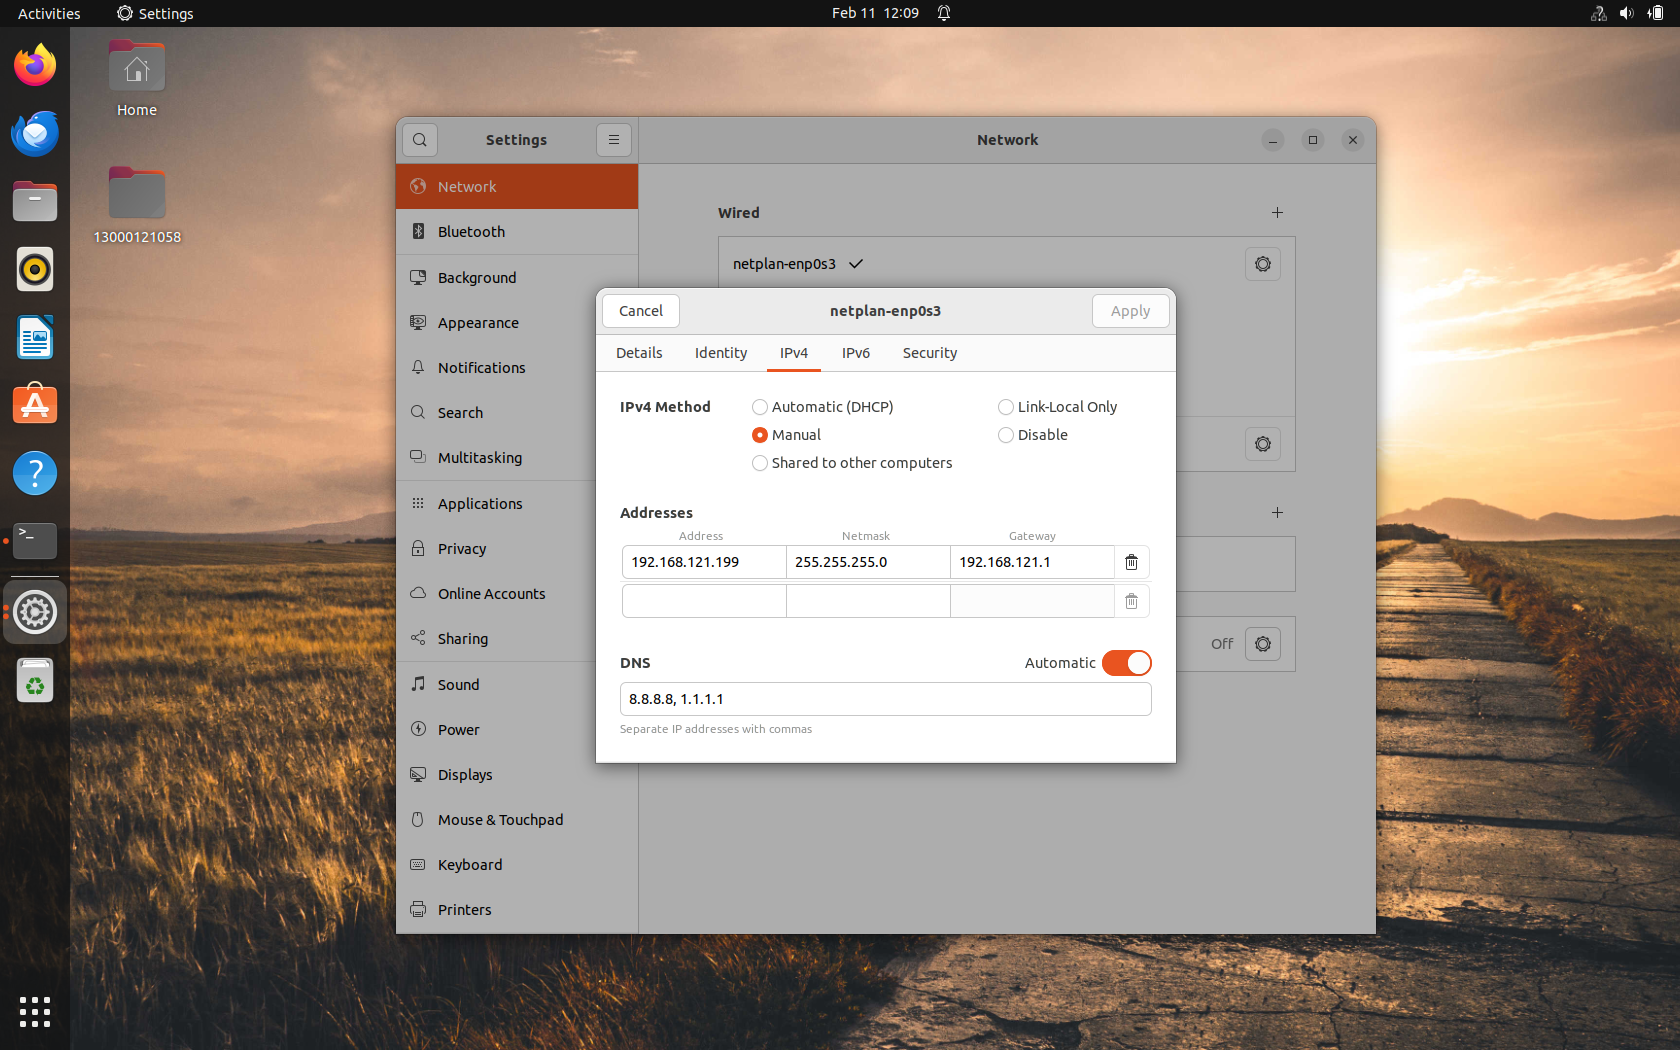 Activities
Settings
Feb 11 12:09
Home
13000121058
Settings
Network
Network
Bluetooth
Background
Appearance
Notifications
Search
Multitasking
Applications
Privacy
Online Accounts
Sharing
Sound
Power
Displays
Mouse & Touchpad
Keyboard
Printers
Wired
netplan-enp0s3
Off
Cancel
netplan-enp0s3
Apply
Details
Identity
IPv4
IPv6
Security
IPv4 Method
Automatic (DHCP)
Link-Local Only
Manual
Disable
Shared to other computers
Addresses
Address
Netmask
Gateway
192.168.121.199
255.255.255.0
192.168.121.1
DNS
Automatic
8.8.8.8, 1.1.1.1
Separate IP addresses with commas